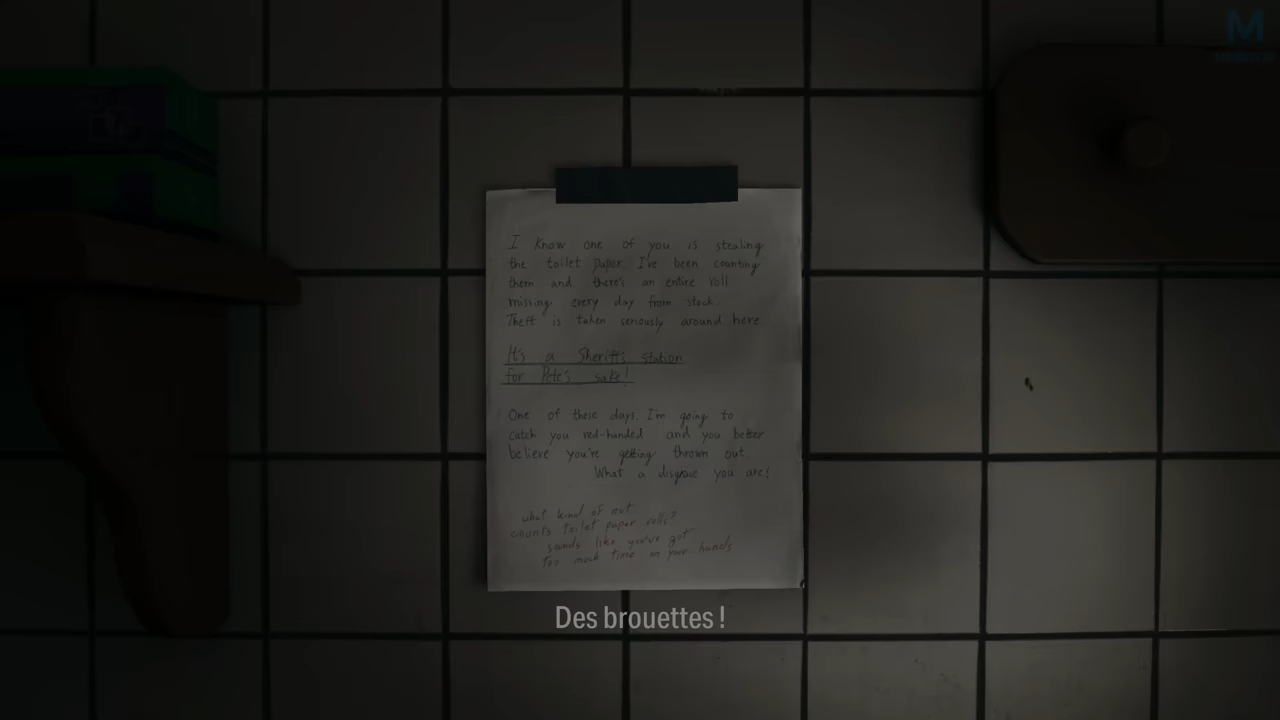 M
I know one of you is stealing
the toilet paper. I've been counting
them and there's an entire roll
missing every day from stock.
Theft is taken seriously around here.
It's a Sheriff's station
for Pete's sake!
One of these days, I'm going to
catch you red-handed and you better
believe you're getting thrown out.
What a disgrace you are!
what kind of nut
counts toilet paper rolls?
sounds like you've got
too much time on your hands
Des brouettes !